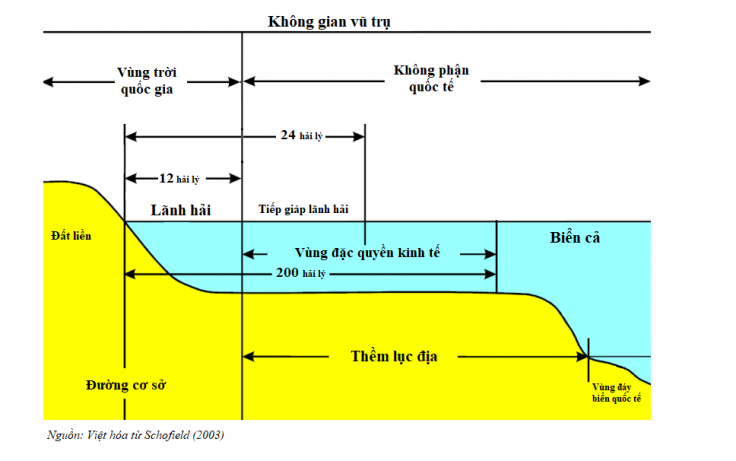 Không gian vũ trụ
Vùng trời
quốc gia
Không phận
quốc tế
24 hải lý
12 hải lý
Lãnh hải
Tiếp giáp lãnh hải
Đất liền
Vùng đặc quyền kinh tế
Biển cả
200 hải lý
Thềm lục địa
Đường cơ sở
Vùng đáy
biển quốc tế
Nguồn: Việt hóa từ Schofield (2003)